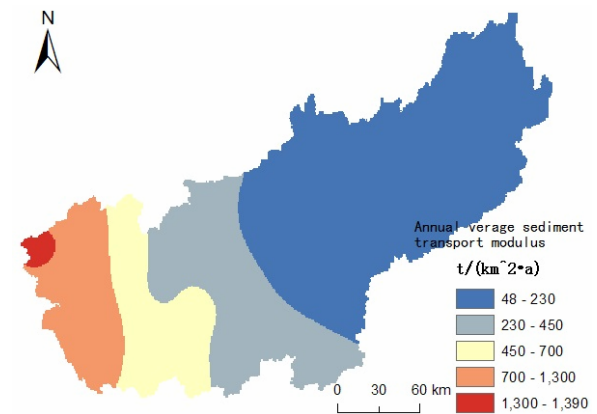 N
Annual verage sediment
transport modulus
t/(km^2•a)
48 - 230
230 - 450
450 - 700
700 - 1,300
1,300 - 1,390
0 30 60 km